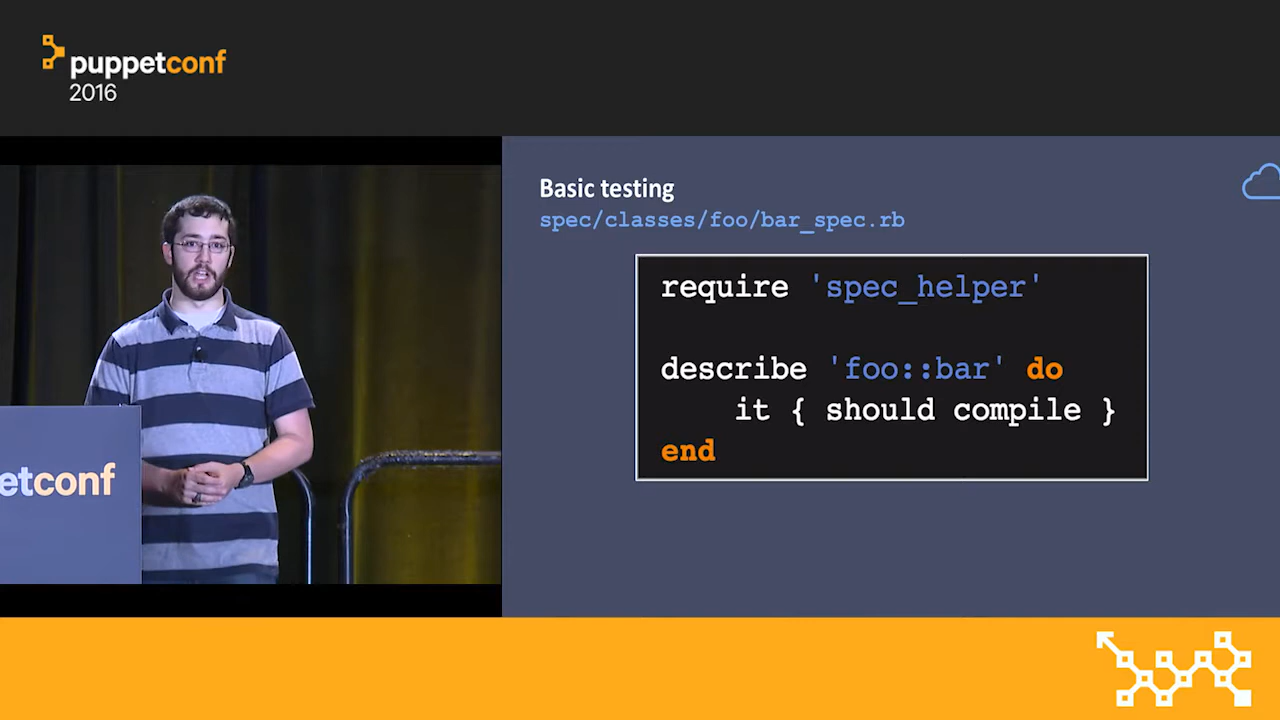 puppetconf
2016
Basic testing
spec/classes/foo/bar_spec.rb
require 'spec_helper'
describe 'foo::bar' do
it { should compile }
end
etconf